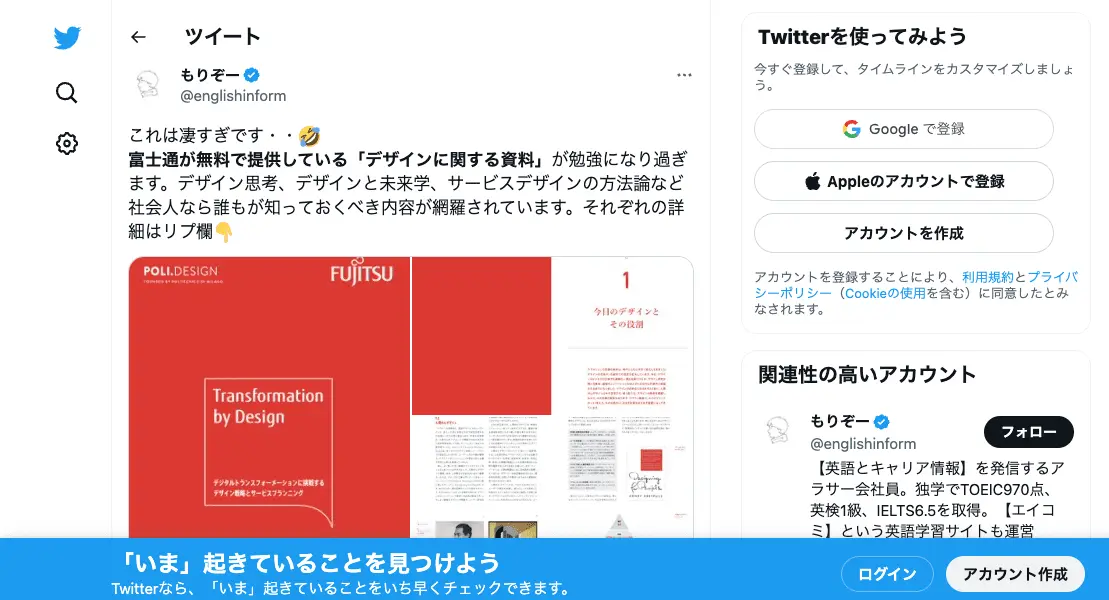 ツイート
もりぞー
@englishinform
これは凄すぎです・・🤣
富士通が無料で提供している「デザインに関する資料」が勉強になり過ぎ
ます。デザイン思考、デザインと未来学、サービスデザインの方法論など
社会人なら誰もが知っておくべき内容が網羅されています。それぞれの詳
細はリプ欄👇
POLI.DESIGN
FUJITSU
Transformation
by Design
デジタルトランスフォーメーションに挑戦する
デザイン戦略とサービスプランニング
1
今日のデザインと
その役割
Twitterを使ってみよう
今すぐ登録して、タイムラインをカスタマイズしましょ
う。
Google で登録
Appleのアカウントで登録
アカウントを作成
アカウントを登録することにより、利用規約とプライバ
シーポリシー（Cookieの使用を含む）に同意したとみ
なされます。
関連性の高いアカウント
もりぞー
@englishinform
フォロー
【英語とキャリア情報】を発信するア
ラサー会社員。独学でTOEIC970点、
英検1級、IELTS6.5を取得。【エイコ
ミ】という英語学習サイトも運営
「いま」起きていることを見つけよう
Twitterなら、「いま」起きていることをいち早くチェックできます。
ログイン
アカウント作成